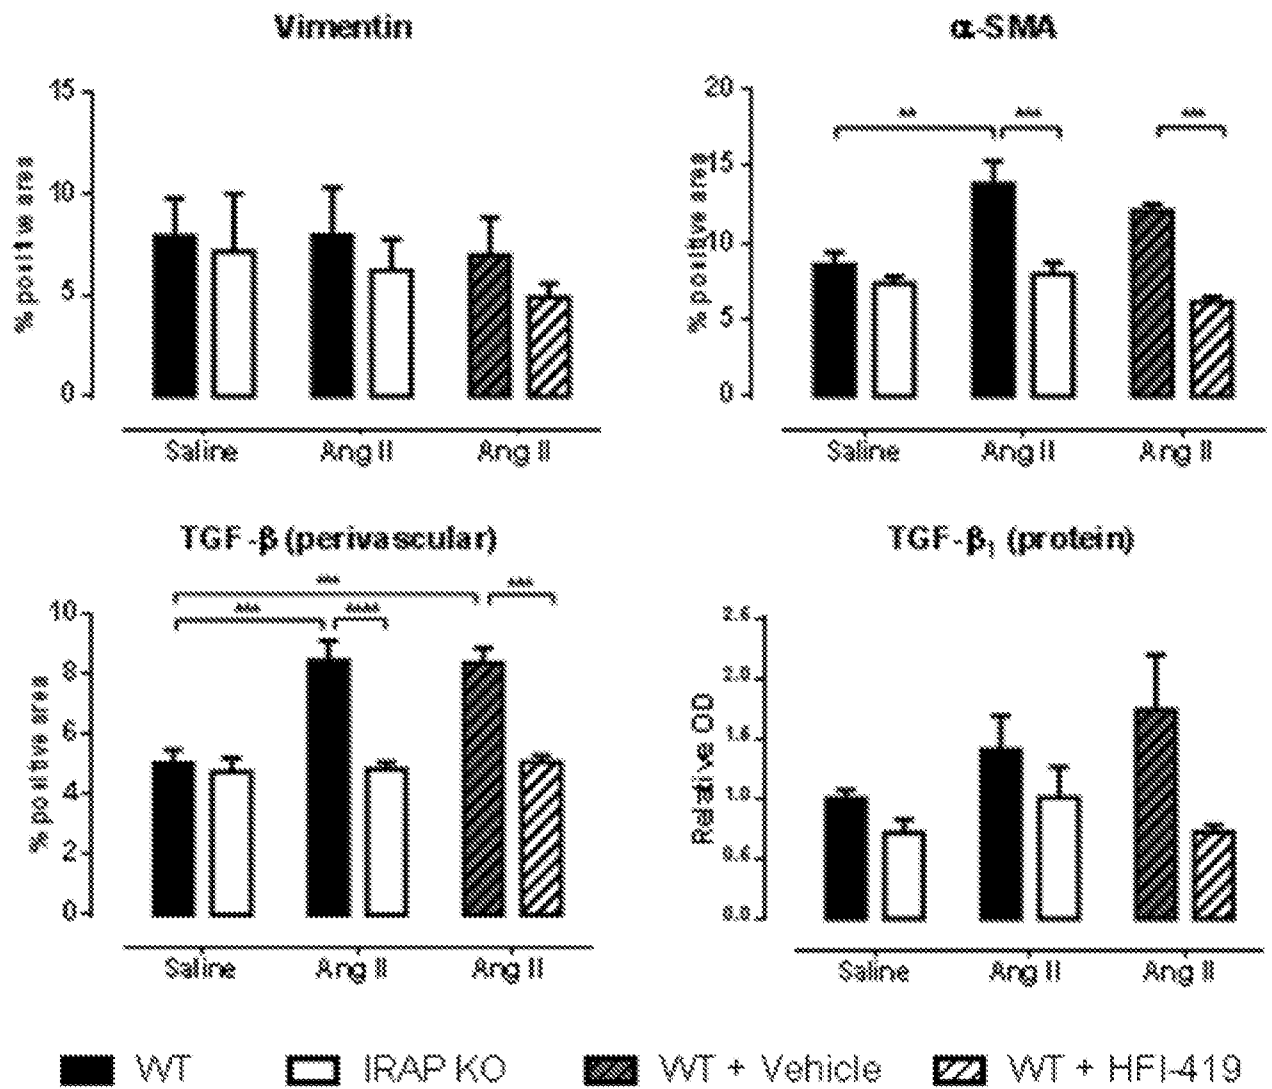 Vimentin
% positive area
15
10
5
0
Saline
Ang II
Ang II
α-SMA
% positive area
20
15
10
5
0
**
***
***
Saline
Ang II
Ang II
TGF-β (perivascular)
% positive area
10
8
6
4
2
0
***
***
****
***
Saline
Ang II
Ang II
TGF-β₁ (protein)
Relative OD
Saline
Ang II
Ang II
WT
IRAP KO
WT + Vehicle
WT + HFI-419